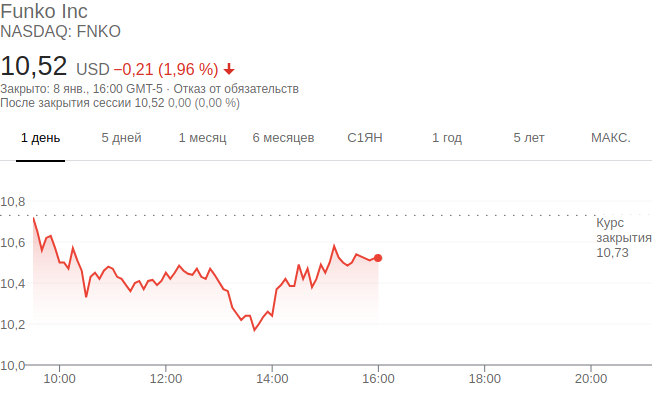 Funko Inc
NASDAQ: FNKO
10,52 USD −0,21 (1,96 %)
Закрыто: 8 янв., 16:00 GMT-5 · Отказ от обязательств
После закрытия сессии 10,52 0,00 (0,00 %)
1 день 5 дней 1 месяц 6 месяцев С1ЯН 1 год 5 лет МАКС.
10,8
Курс
закрытия
10,73
10,6
10,4
10,2
10,0
10:00 12:00 14:00 16:00 18:00 20:00